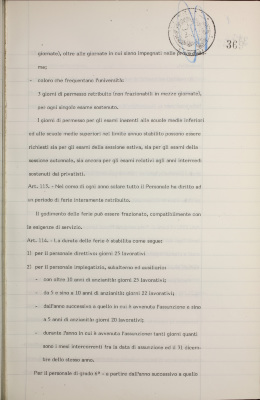 36
giornate), oltre alle giornate in cui siano impegnati nelle prove
me;
- coloro che frequentano l'università:
3 giorni di permesso retribuito (non frazionabili in mezze giornate),
per ogni singolo esame sostenuto.
I giorni di permesso per gli esami inerenti alle scuole medie inferiori
ed alle scuole medie superiori nel limite annuo stabilito possono essere
richiesti sia per gli esami della sessione estiva, sia per gli esami della
sessione autunnale, sia ancora per gli esami relativi agli anni intermedi
sostenuti dai privatisti.
Art. 113. - Nel corso di ogni anno solare tutto il Personale ha diritto ad
un periodo di ferie interamente retribuito.
Il godimento delle ferie può essere frazionato, compatibilmente con
le esigenze di servizio.
Art. 114. - La durata delle ferie è stabilita come segue:
1) per il personale direttivo: giorni 25 lavorativi
2) per il personale impiegatizio, subalterno ed ausiliario:
- con oltre 10 anni di anzianità: giorni 25 lavorativi;
- da 5 e sino a 10 anni di anzianità: giorni 22 lavorativi;
- dall'anno successivo a quello in cui è avvenuta l'assunzione e sino
a 5 anni di anzianità: giorni 20 lavorativi;
- durante l'anno in cui è avvenuta l'assunzione: tanti giorni quanti
sono i mesi intercorrenti tra la data di assunzione ed il 31 dicem-
bre dello stesso anno.
Per il personale di grado 6° - a partire dall'anno successivo a quello